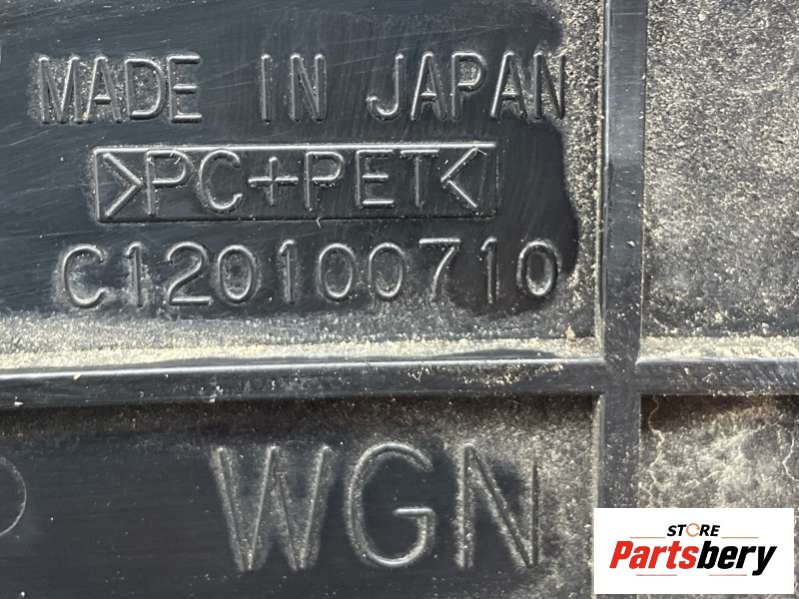 MADE IN JAPAN
>PC+PET<
C120100710
WGN
STORE
Partsbery